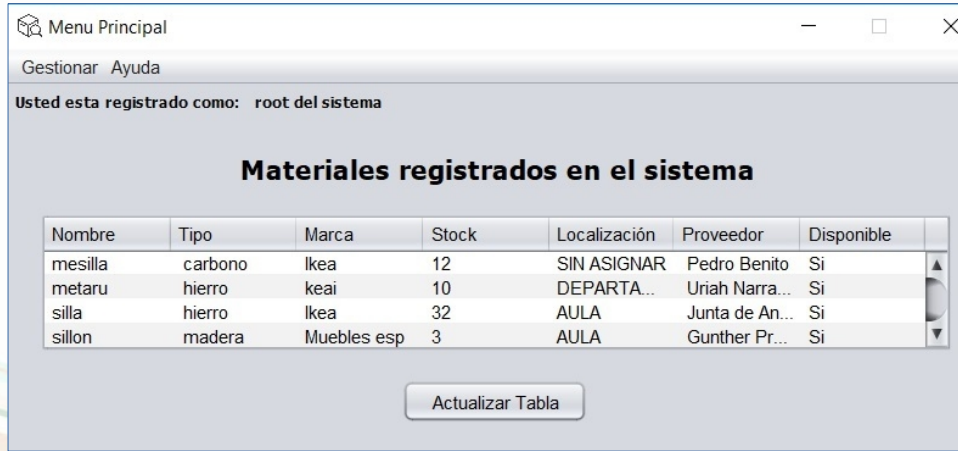 Menu Principal
Gestionar Ayuda
Usted esta registrado como: root del sistema
Materiales registrados en el sistema
Nombre Tipo Marca Stock Localización Proveedor Disponible
mesilla carbono Ikea 12 SIN ASIGNAR Pedro Benito Si
metaru hierro keai 10 DEPARTA... Uriah Narra... Si
silla hierro Ikea 32 AULA Junta de An... Si
sillon madera Muebles esp 3 AULA Gunther Pr... Si
Actualizar Tabla